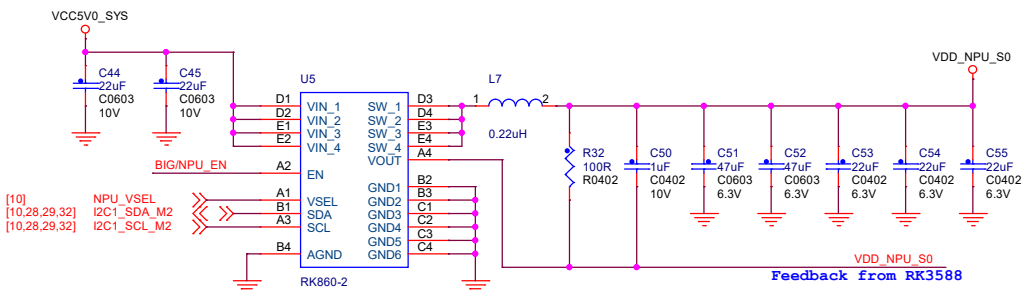 VCC5V0_SYS
C44
22uF
C0603
10V
C45
22uF
C0603
10V
U5
D1 VIN_1 SW_1 D3
D2 VIN_2 SW_2 D4
E1 VIN_3 SW_3 E3
E2 VIN_4 SW_4 E4
VOUT A4
BIG/NPU_EN A2 EN
GND1 B2
[10] NPU_VSEL A1 VSEL GND2 B3
[10,28,29,32] I2C1_SDA_M2 B1 SDA GND3 C1
[10,28,29,32] I2C1_SCL_M2 A3 SCL GND4 C2
GND5 C3
B4 AGND GND6 C4
RK860-2
L7
1 2
0.22uH
VDD_NPU_S0
R32
100R
R0402
C50
1uF
C0402
10V
C51
47uF
C0603
6.3V
C52
47uF
C0603
6.3V
C53
22uF
C0402
6.3V
C54
22uF
C0402
6.3V
C55
22uF
C0402
6.3V
VDD_NPU_S0
Feedback from RK3588